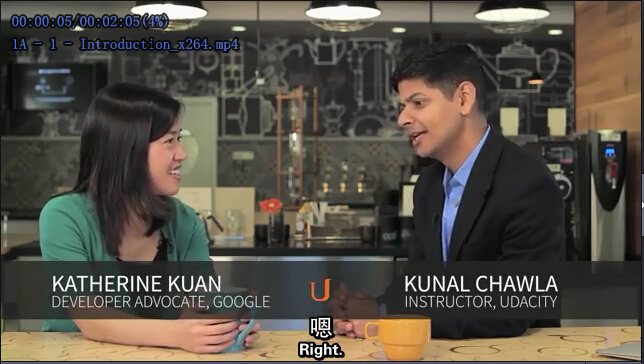 00:00:05/00:02:05(4%)
1A - 1 - Introduction_x264.mp4
KATHERINE KUAN
DEVELOPER ADVOCATE, GOOGLE
U
KUNAL CHAWLA
INSTRUCTOR, UDACITY
嗯
Right.